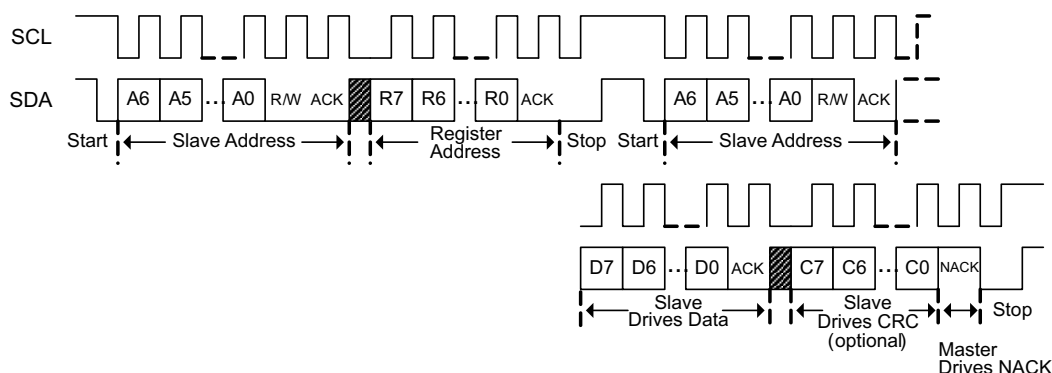 SCL
SDA
A6 A5 ... A0 R/W ACK R7 R6 ... R0 ACK A6 A5 ... A0 R/W ACK
Start Slave Address Register Address Stop Start Slave Address
D7 D6 ... D0 ACK C7 C6 ... C0 NACK
Slave Drives Data
Slave Drives CRC (optional)
Stop
Master Drives NACK